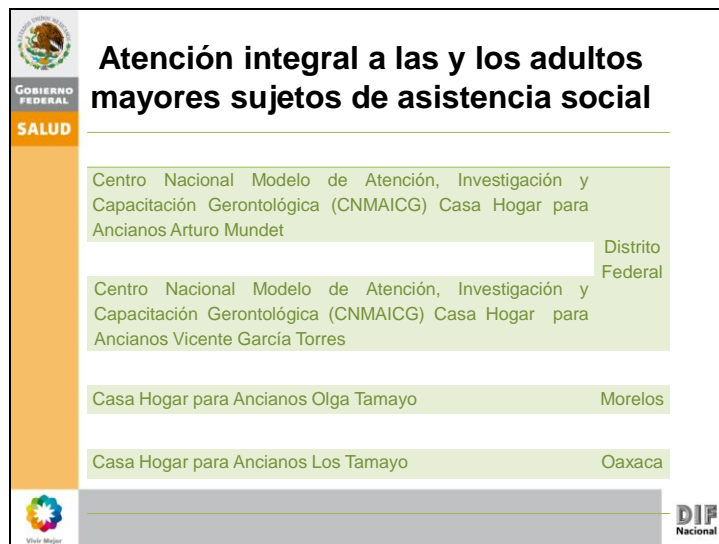 GOBIERNO
FEDERAL
SALUD
Atención integral a las y los adultos
mayores sujetos de asistencia social
Centro Nacional Modelo de Atención, Investigación y
Capacitación Gerontológica (CNMAICG) Casa Hogar para
Ancianos Arturo Mundet
Distrito
Federal
Centro Nacional Modelo de Atención, Investigación y
Capacitación Gerontológica (CNMAICG) Casa Hogar para
Ancianos Vicente García Torres
Casa Hogar para Ancianos Olga Tamayo Morelos
Casa Hogar para Ancianos Los Tamayo Oaxaca
Vivir Mejor
DIF
Nacional